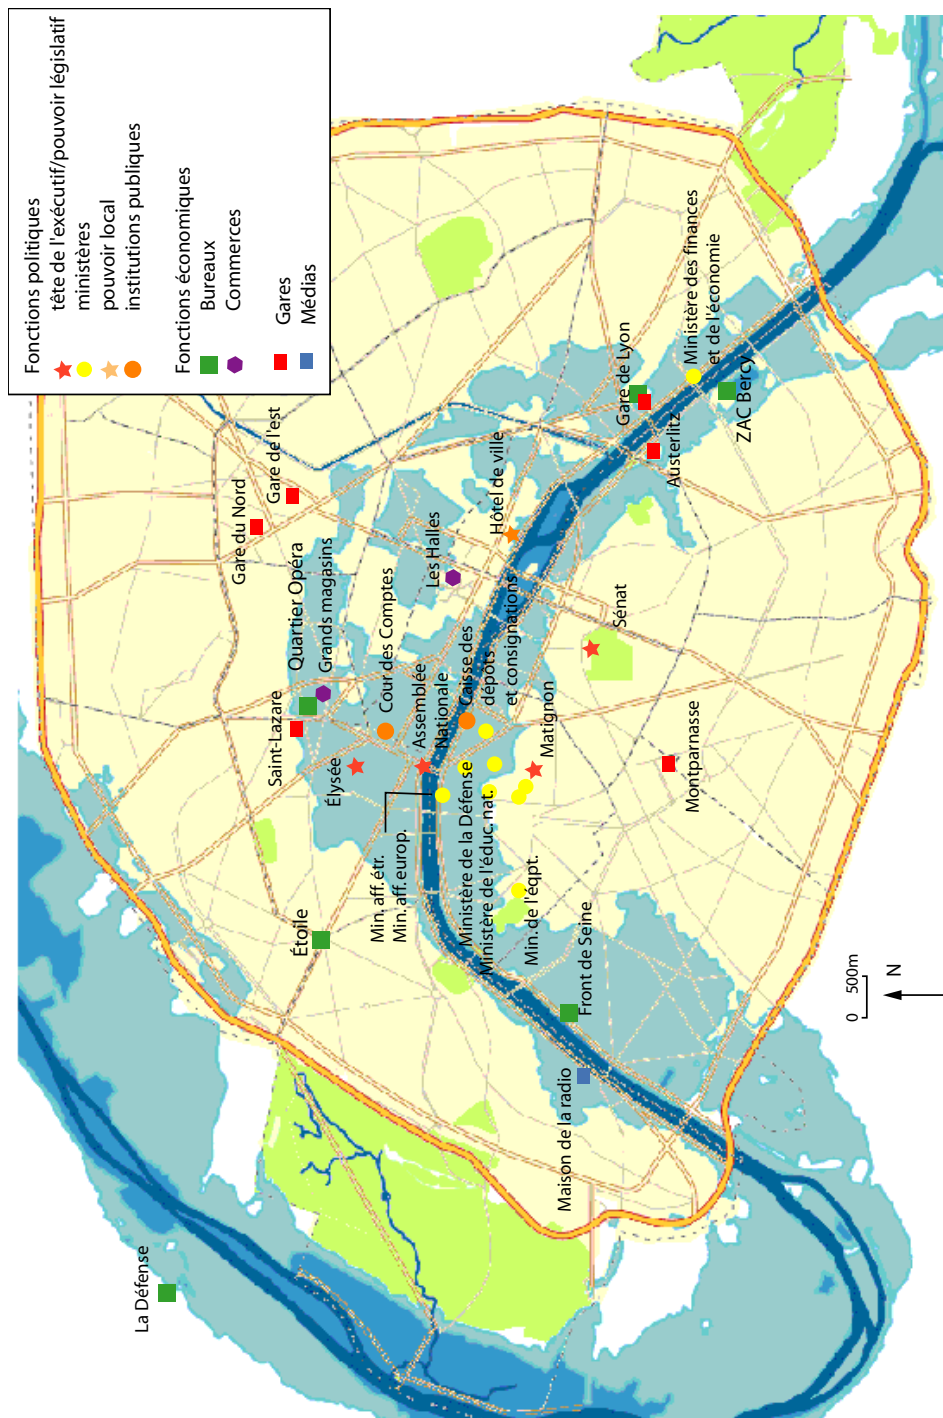 Fonctions politiques
tête de l'exécutif/pouvoir législatif
ministères
pouvoir local
institutions publiques
Fonctions économiques
Bureaux
Commerces
Gares
Médias
La Défense
Étoile
Saint-Lazare
Quartier Opéra
Grands magasins
Gare du Nord
Gare de l'est
Élysée
Cour des Comptes
Les Halles
Min. aff. étr.
Min. aff. europ.
Assemblée
Nationale
Caisse des
dépôts
et consignations
Hôtel de ville
Ministère de la Défense
Ministère de l'éduc. nat.
Min. de l'éqpt.
Matignon
Sénat
Gare de Lyon
Austerlitz
Ministère des finances
et de l'économie
ZAC Bercy
Maison de la radio
Front de Seine
Montparnasse
0 500m
N